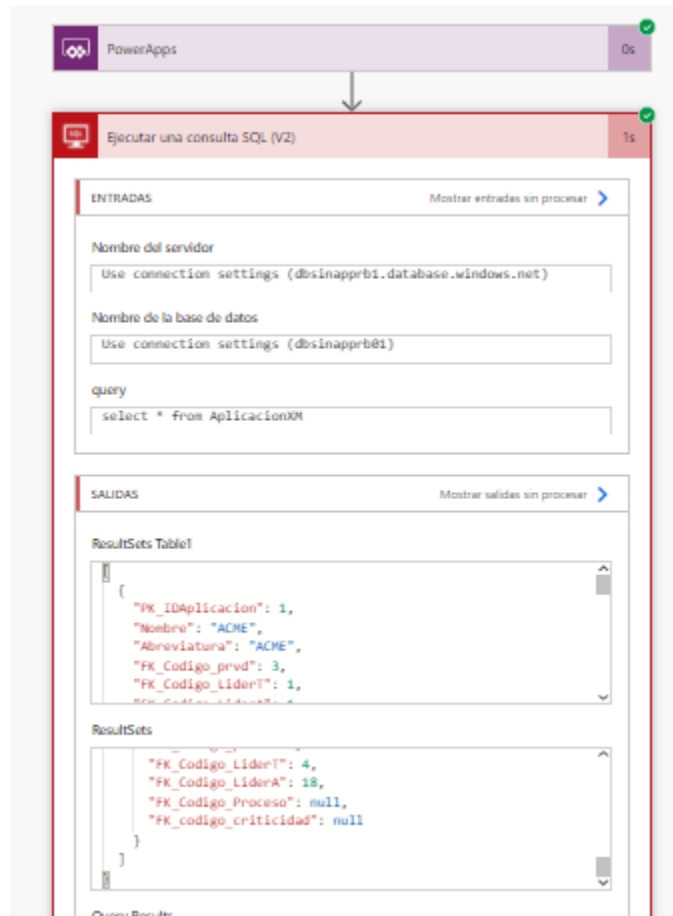 PowerApps
0s
Ejecutar una consulta SQL (V2)
1s
ENTRADAS
Mostrar entradas sin procesar
Nombre del servidor
Use connection settings (dbsinapprb1.database.windows.net)
Nombre de la base de datos
Use connection settings (dbsinapprb01)
query
select * from AplicacionXM
SALIDAS
Mostrar salidas sin procesar
ResultSets Table1
[
{
"PK_IDAplicacion": 1,
"Nombre": "ACME",
"Abreviatura": "ACME",
"FK_Codigo_prvd": 3,
"FK_Codigo_LiderT": 1,
ResultSets
"FK_Codigo_LiderT": 4,
"FK_Codigo_LiderA": 18,
"FK_Codigo_Proceso": null,
"FK_codigo_criticidad": null
}
]
}
Query Results